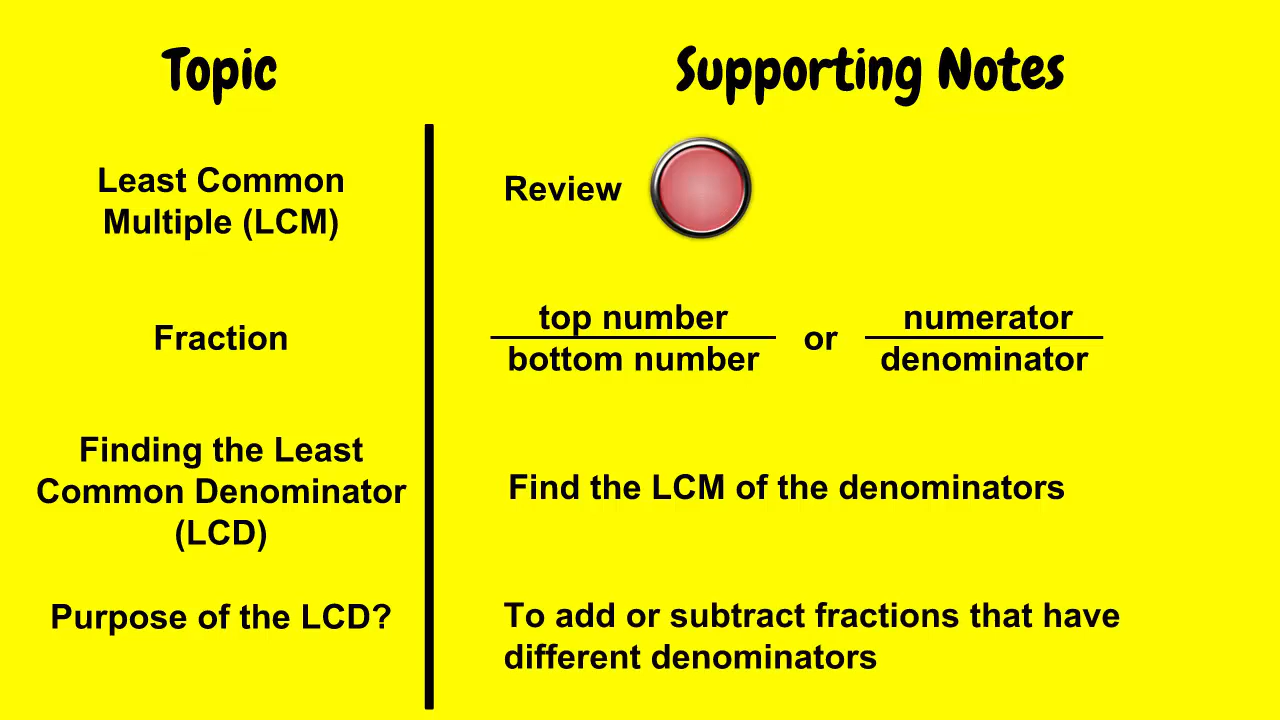 Topic
Supporting Notes
Least Common
Multiple (LCM)
Review
Fraction
top number
bottom number
or
numerator
denominator
Finding the Least
Common Denominator
(LCD)
Find the LCM of the denominators
Purpose of the LCD?
To add or subtract fractions that have
different denominators